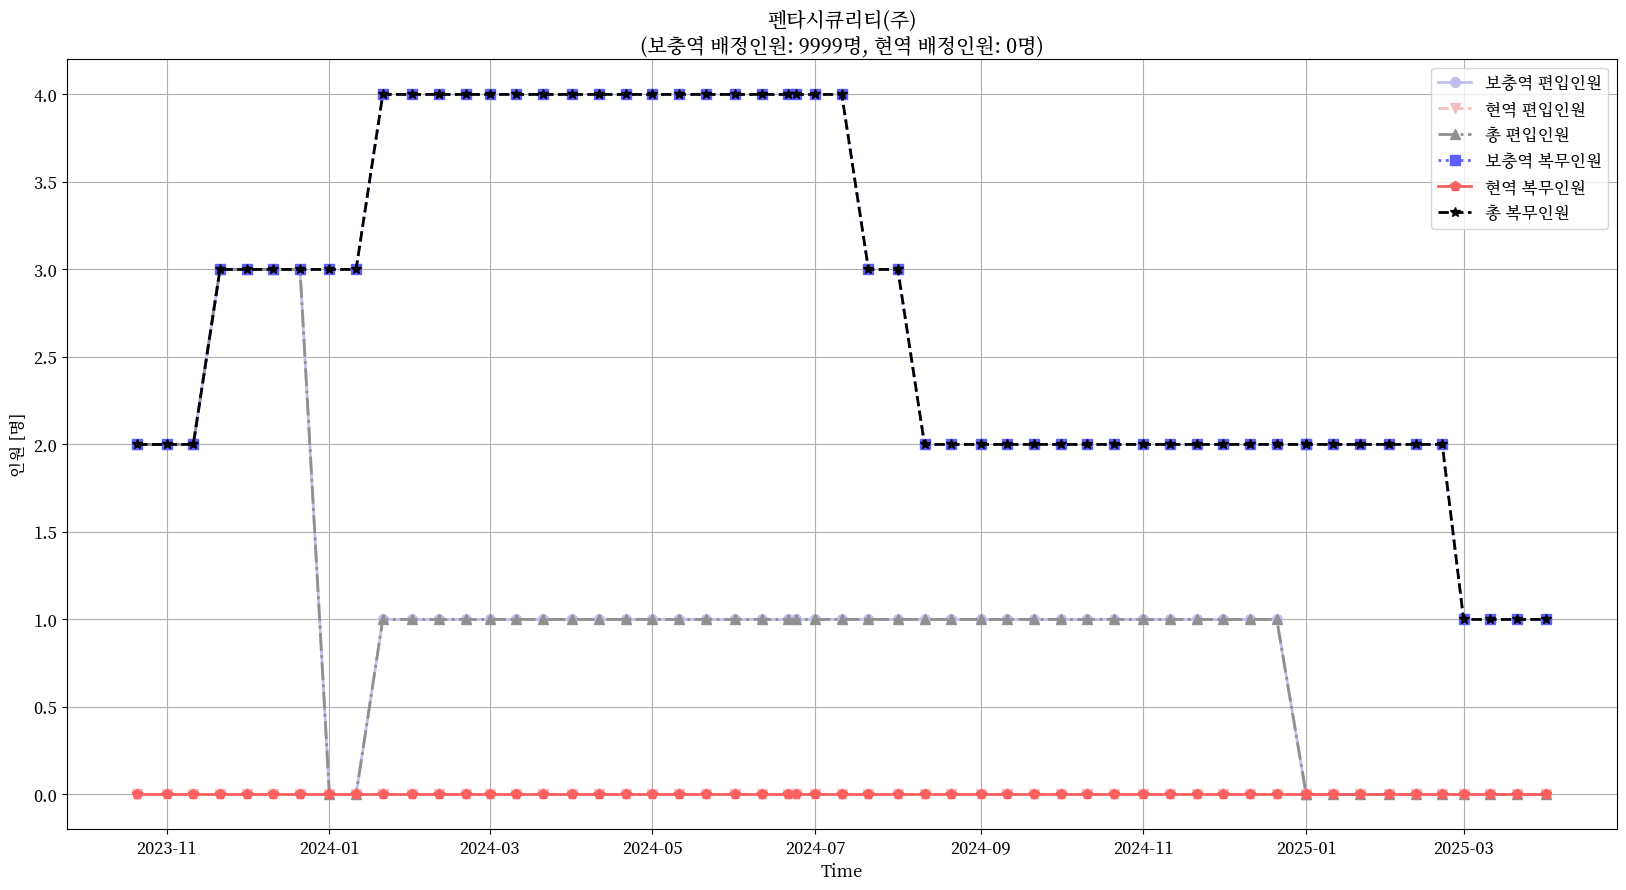 펜타시큐리티(주)
(보충역 배정인원: 9999명, 현역 배정인원: 0명)
보충역 편입인원
현역 편입인원
총 편입인원
보충역 복무인원
현역 복무인원
총 복무인원
인원 [명]
4.0
3.5
3.0
2.5
2.0
1.5
1.0
0.5
0.0
2023-11
2024-01
2024-03
2024-05
2024-07
2024-09
2024-11
2025-01
2025-03
Time